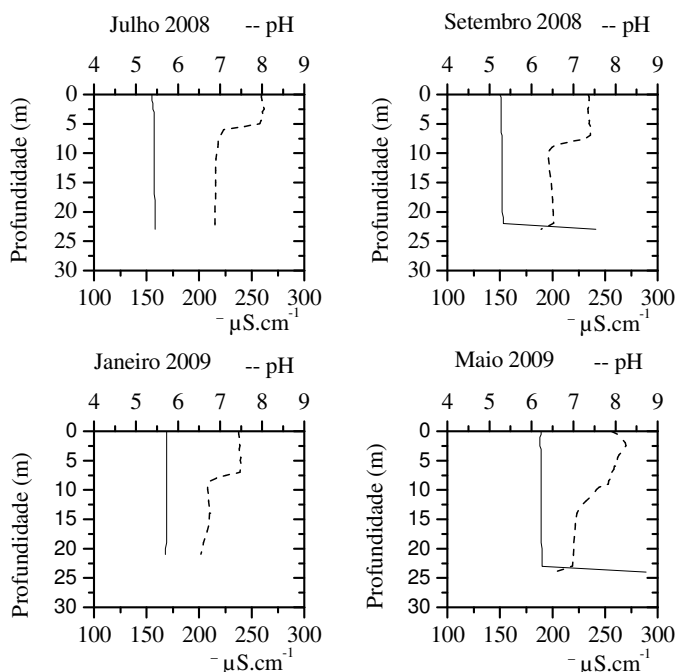 Julho 2008 -- pH
4 5 6 7 8 9
0
5
10
15
20
25
30
Profundidade (m)
100 150 200 250 300
- µS.cm-1
Setembro 2008 -- pH
4 5 6 7 8 9
0
5
10
15
20
25
30
Profundidade (m)
100 150 200 250 300
- µS.cm-1
Janeiro 2009 -- pH
4 5 6 7 8 9
0
5
10
15
20
25
30
Profundidade (m)
100 150 200 250 300
- µS.cm-1
Maio 2009 -- pH
4 5 6 7 8 9
0
5
10
15
20
25
30
Profundidade (m)
100 150 200 250 300
- µS.cm-1